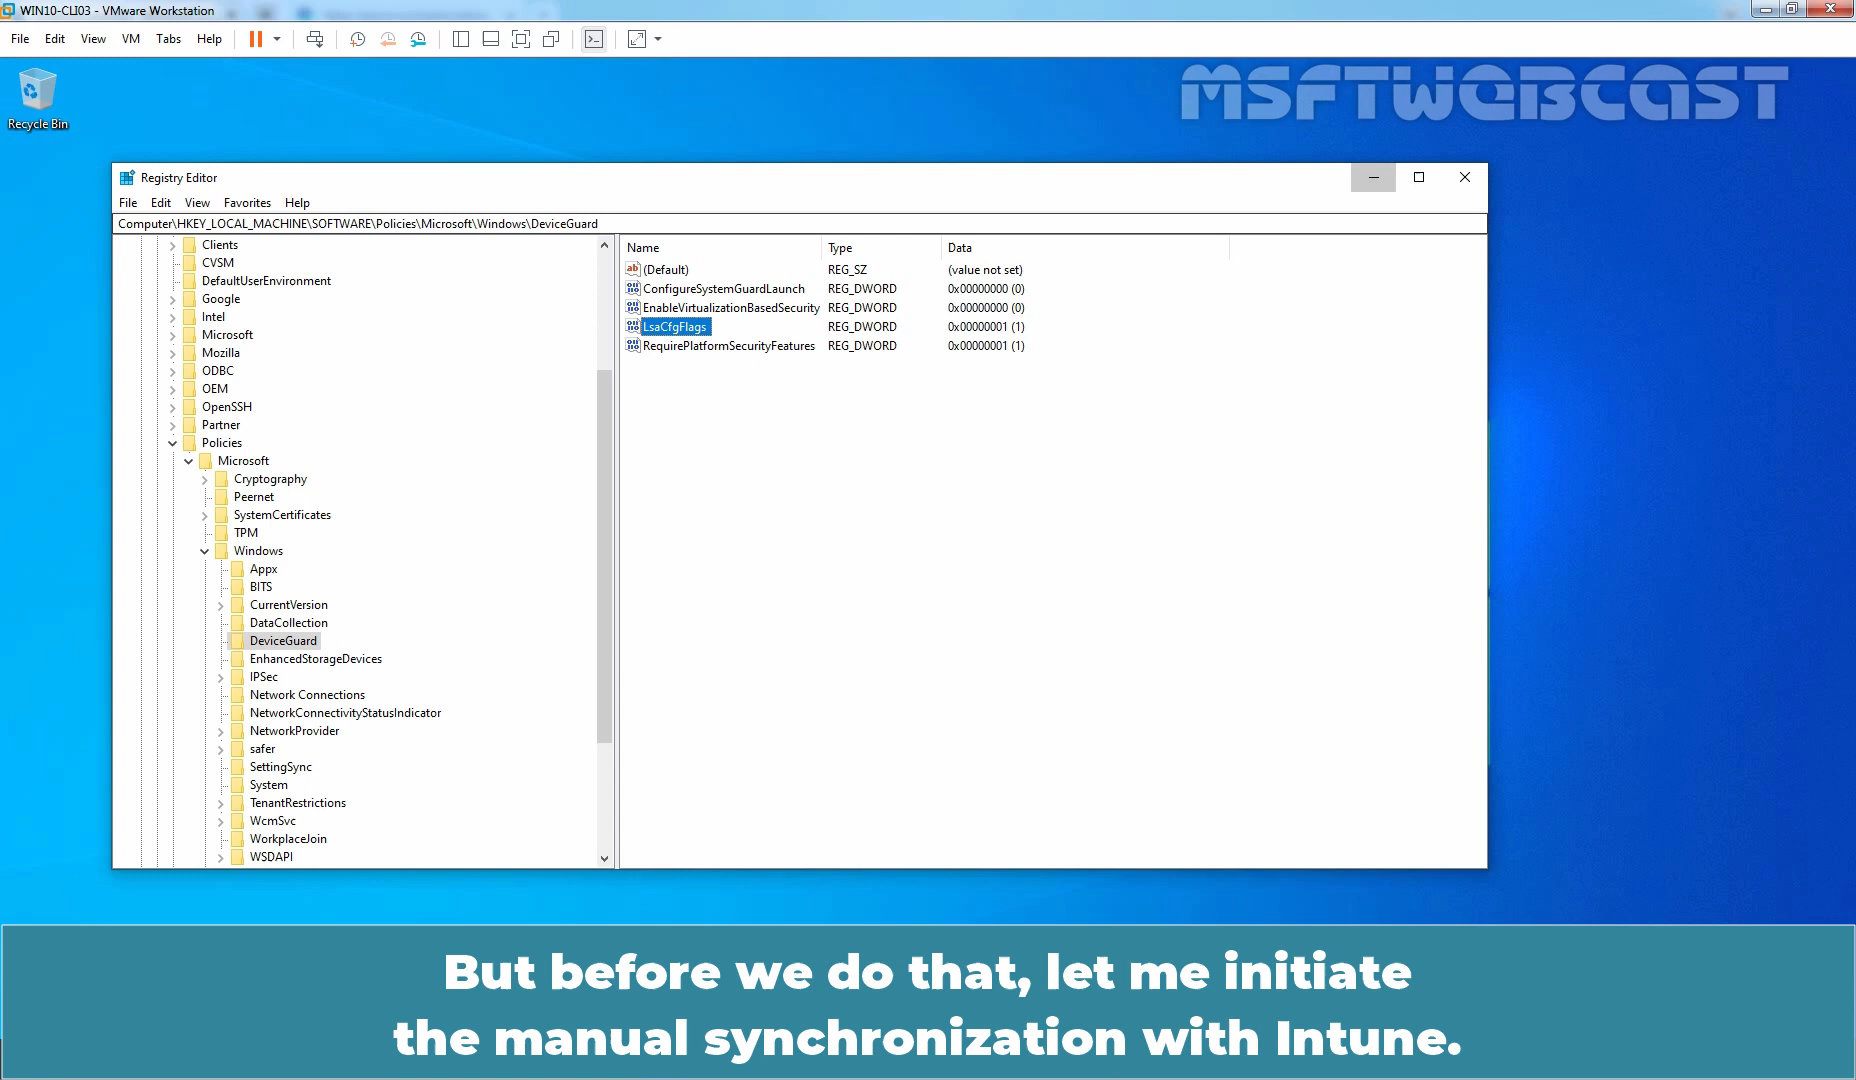 WIN10-CLI03 - VMware Workstation
File Edit View VM Tabs Help
Recycle Bin
MSFTWEBCAST
Registry Editor
File Edit View Favorites Help
Computer\HKEY_LOCAL_MACHINE\SOFTWARE\Policies\Microsoft\Windows\DeviceGuard
Clients
CVSM
DefaultUserEnvironment
Google
Intel
Microsoft
Mozilla
ODBC
OEM
OpenSSH
Partner
Policies
Microsoft
Cryptography
Peernet
SystemCertificates
TPM
Windows
Appx
BITS
CurrentVersion
DataCollection
DeviceGuard
EnhancedStorageDevices
IPSec
Network Connections
NetworkConnectivityStatusIndicator
NetworkProvider
safer
SettingSync
System
TenantRestrictions
WcmSvc
WorkplaceJoin
WSDAPI
Name Type Data
(Default) REG_SZ (value not set)
ConfigureSystemGuardLaunch REG_DWORD 0x00000000 (0)
EnableVirtualizationBasedSecurity REG_DWORD 0x00000000 (0)
LsaCfgFlags REG_DWORD 0x00000001 (1)
RequirePlatformSecurityFeatures REG_DWORD 0x00000001 (1)
But before we do that, let me initiate
the manual synchronization with Intune.